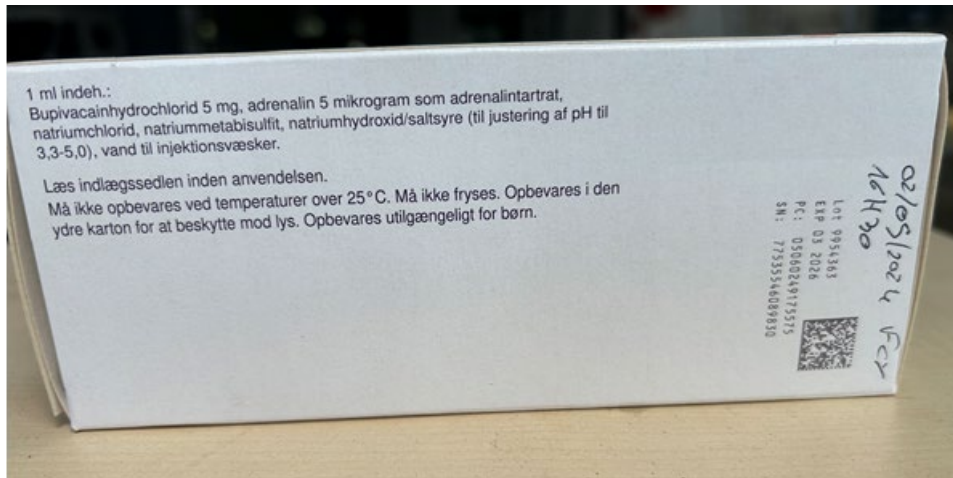 1 ml indeh.:
Bupivacainhydrochlorid 5 mg, adrenalin 5 mikrogram som adrenalintartrat,
natriumchlorid, natriummetabisulfit, natriumhydroxid/saltsyre (til justering af pH til
3,3-5,0), vand til injektionsvæsker.
Læs indlægssedlen inden anvendelsen.
Må ikke opbevares ved temperaturer over 25°C. Må ikke fryses. Opbevares i den
ydre karton for at beskytte mod lys. Opbevares utilgængeligt for børn.
02/05/2024
16H30
Lot 9954363
EXP 03 2026
PC: 05060249175575
SN: 77535546089830